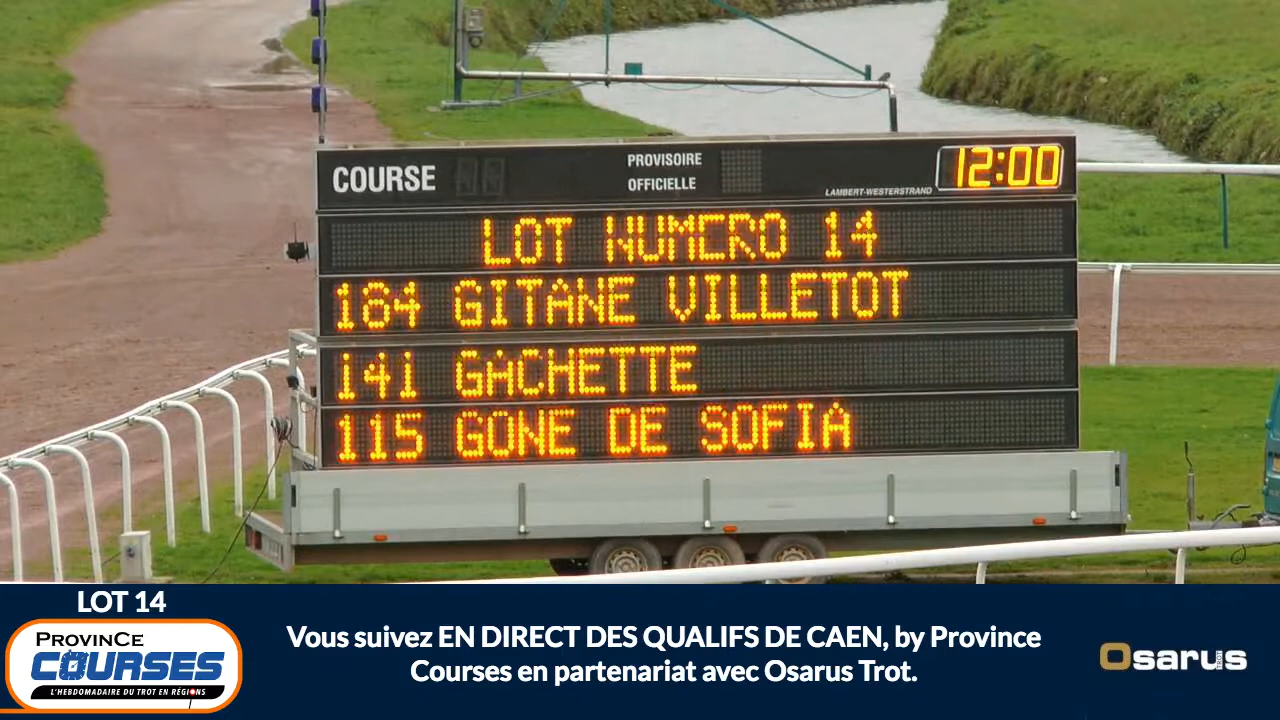 COURSE
PROVISOIRE
OFFICIELLE
LAMBERT-WESTERSTRAND
12:00
LOT NUMERO 14
184 GITANE VILLETOT
141 GACHETTE
115 GONE DE SOFIA
LOT 14
PROVINCE
COURSES
L'HEBDOMADAIRE DU TROT EN RÉGIONS
Vous suivez EN DIRECT DES QUALIFS DE CAEN, by Province
Courses en partenariat avec Osarus Trot.
Osarus